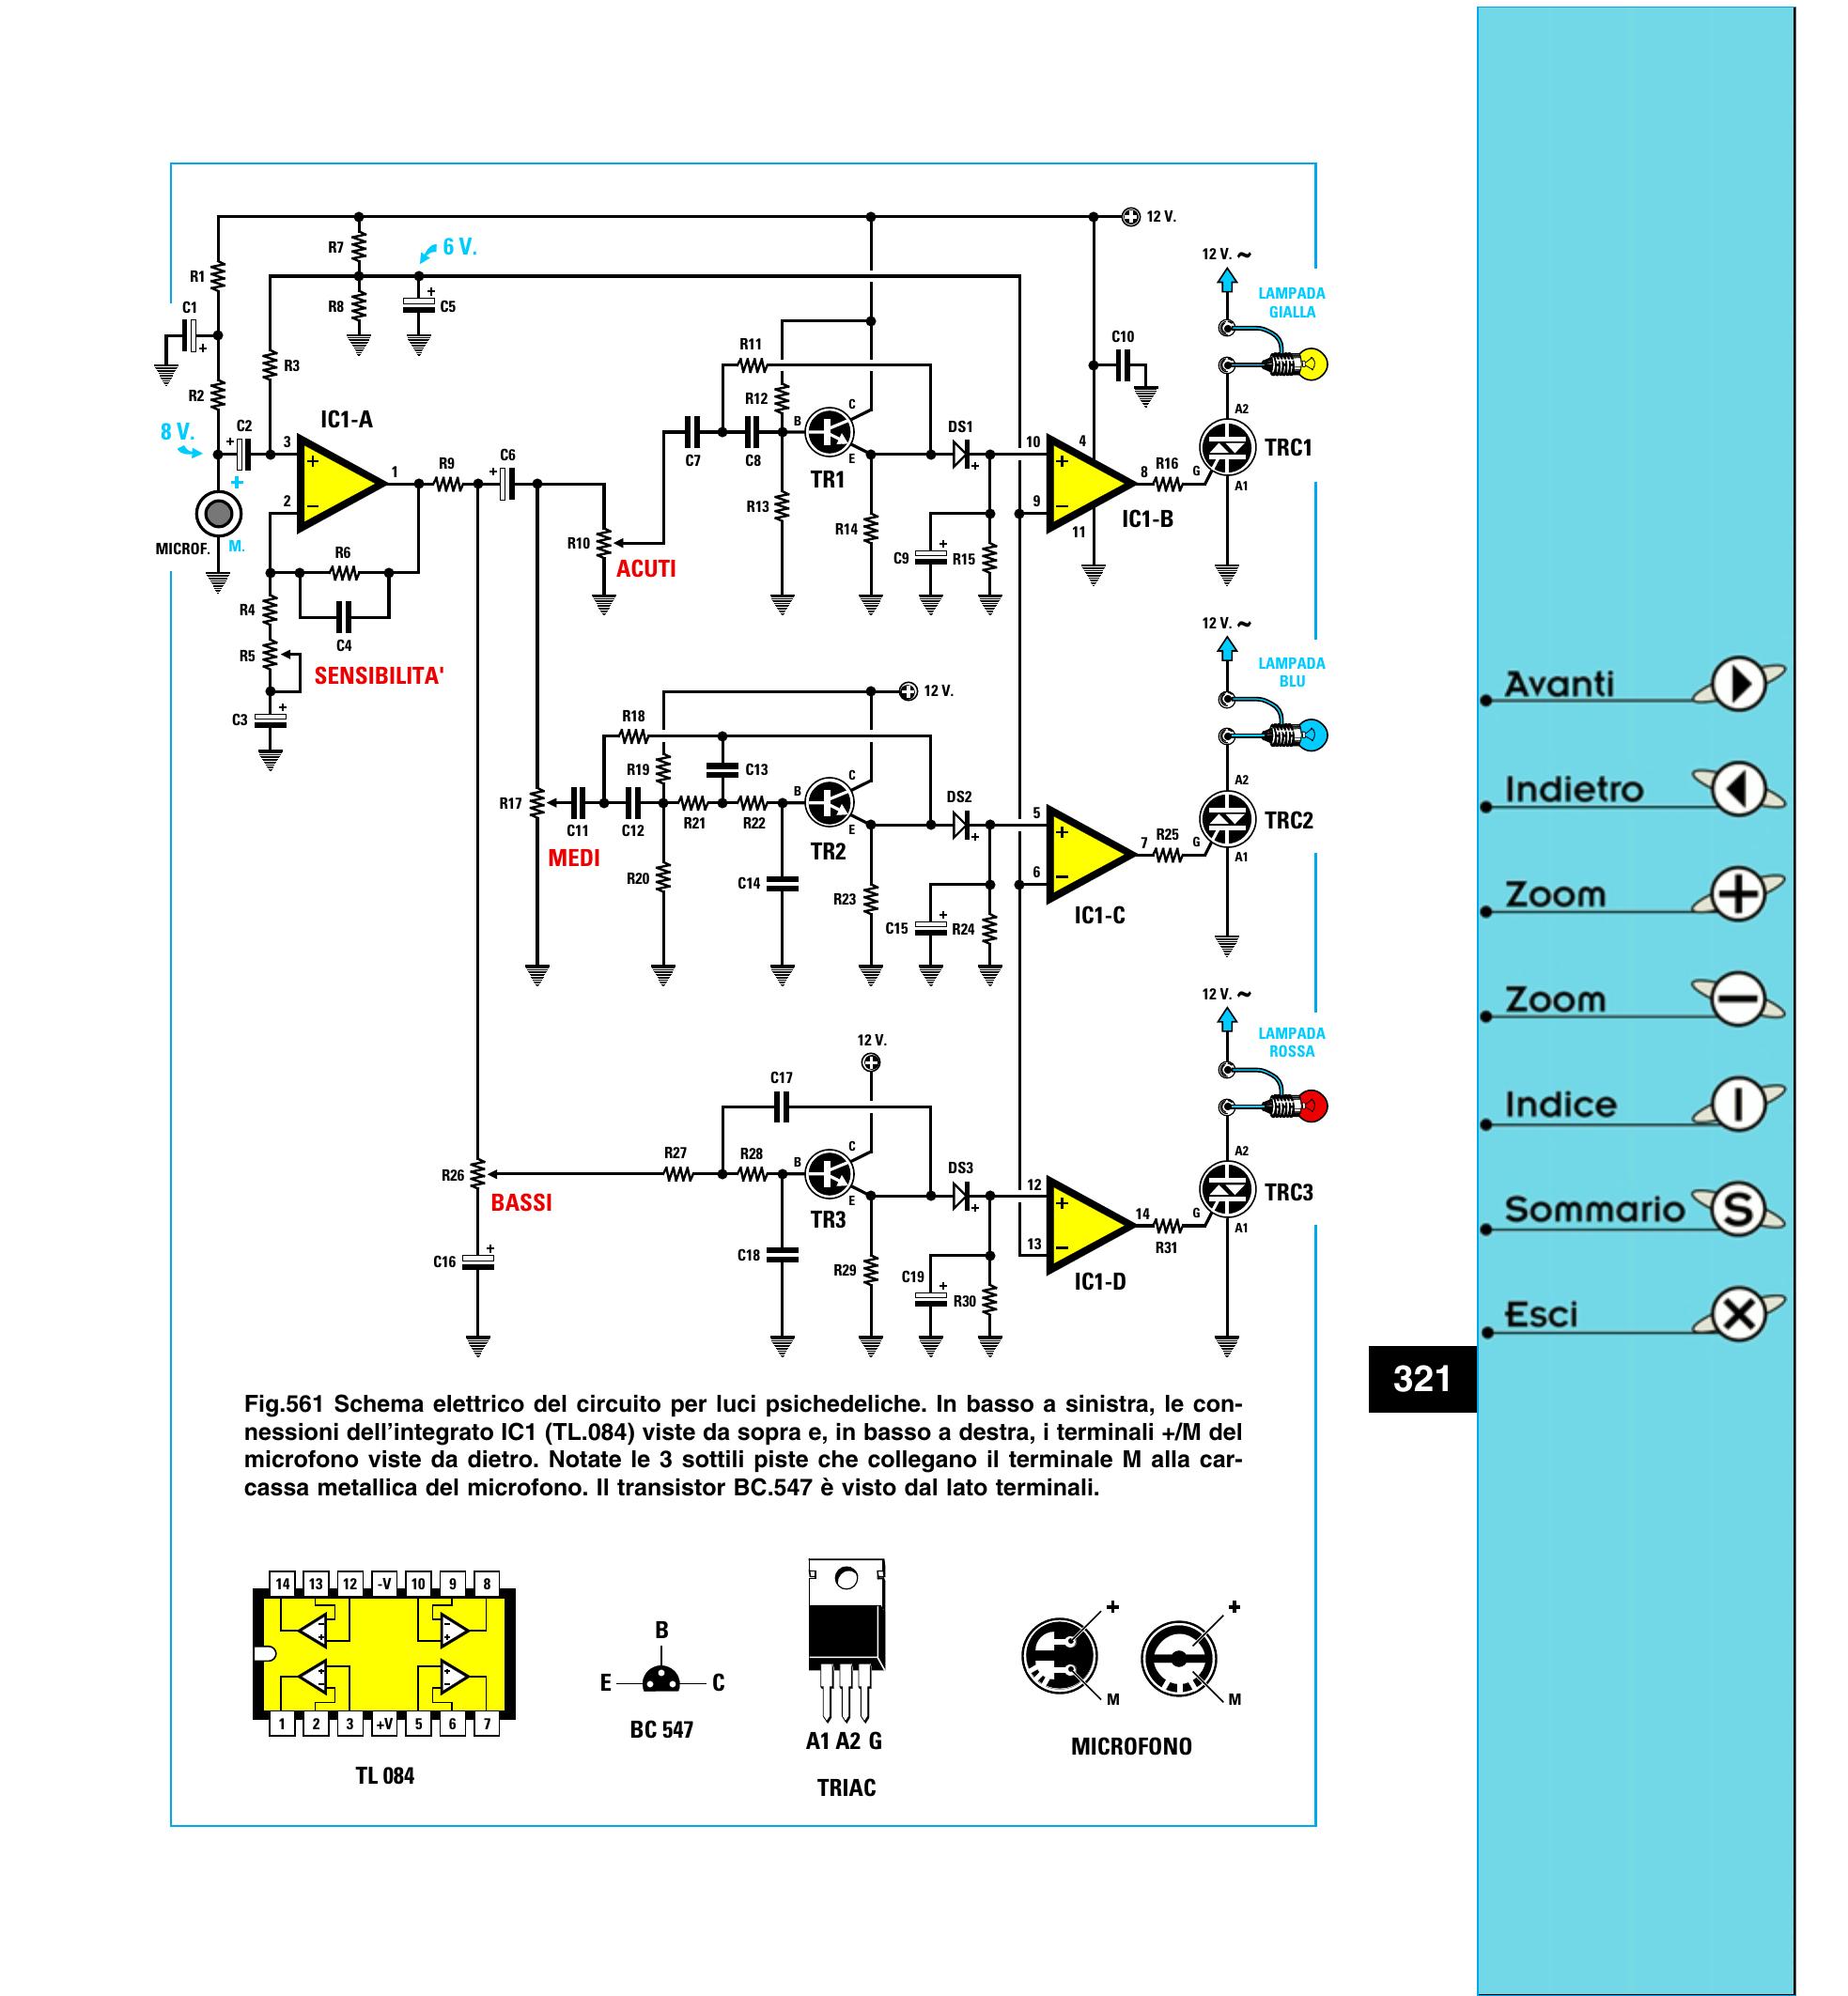 12 V.
R7
6 V.
R1
R8
C5
C1
+
+
R3
R2
8 V.
C2
+
+
IC1-A
3
+
2
−
1
R9
C6
+
MICROF.
M.
R6
C4
R4
R5
SENSIBILITA'
C3
+
R10
ACUTI
C7
R11
C8
R12
R13
B
C
E
TR1
R14
DS1
+
C9
+
R15
10
+
9
−
4
11
8
IC1-B
C10
R16
G
A2
A1
TRC1
12 V. ~
LAMPADA
GIALLA
12 V.
R17
MEDI
C11
R18
C12
R19
R20
R21
C13
R22
C14
B
C
E
TR2
R23
DS2
+
C15
+
R24
5
+
6
−
7
IC1-C
R25
G
A2
A1
TRC2
12 V. ~
LAMPADA
BLU
12 V.
R26
BASSI
C16
+
R27
C17
R28
C18
B
C
E
TR3
R29
DS3
+
C19
+
R30
12
+
13
−
14
IC1-D
R31
G
A2
A1
TRC3
12 V. ~
LAMPADA
ROSSA
Fig.561 Schema elettrico del circuito per luci psichedeliche. In basso a sinistra, le con-
nessioni dell'integrato IC1 (TL.084) viste da sopra e, in basso a destra, i terminali +/M del
microfono viste da dietro. Notate le 3 sottili piste che collegano il terminale M alla car-
cassa metallica del microfono. Il transistor BC.547 è visto dal lato terminali.
14 13 12 -V 10 9 8
1 2 3 +V 5 6 7
TL 084
B
E C
BC 547
A1 A2 G
TRIAC
+
M
+
M
MICROFONO
Avanti
Indietro
Zoom +
Zoom −
Indice I
Sommario S
Esci X
321